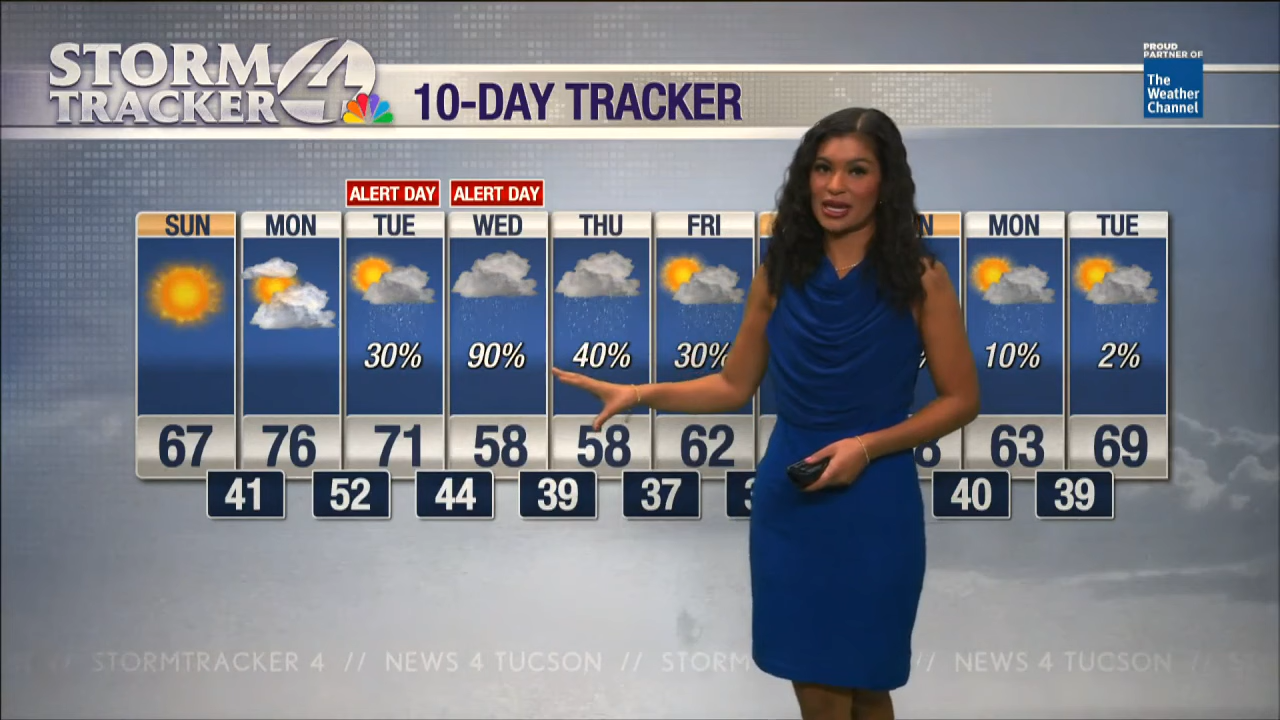 STORM
TRACKER 4
10-DAY TRACKER
PROUD
PARTNER OF
The
Weather
Channel
ALERT DAY ALERT DAY
SUN MON TUE WED THU FRI MON TUE
30% 90% 40% 30% 10% 2%
67 76 71 58 58 62 63 69
41 52 44 39 37 40 39
// STORMTRACKER 4 // NEWS 4 TUCSON // STORM // NEWS 4 TUCSON //